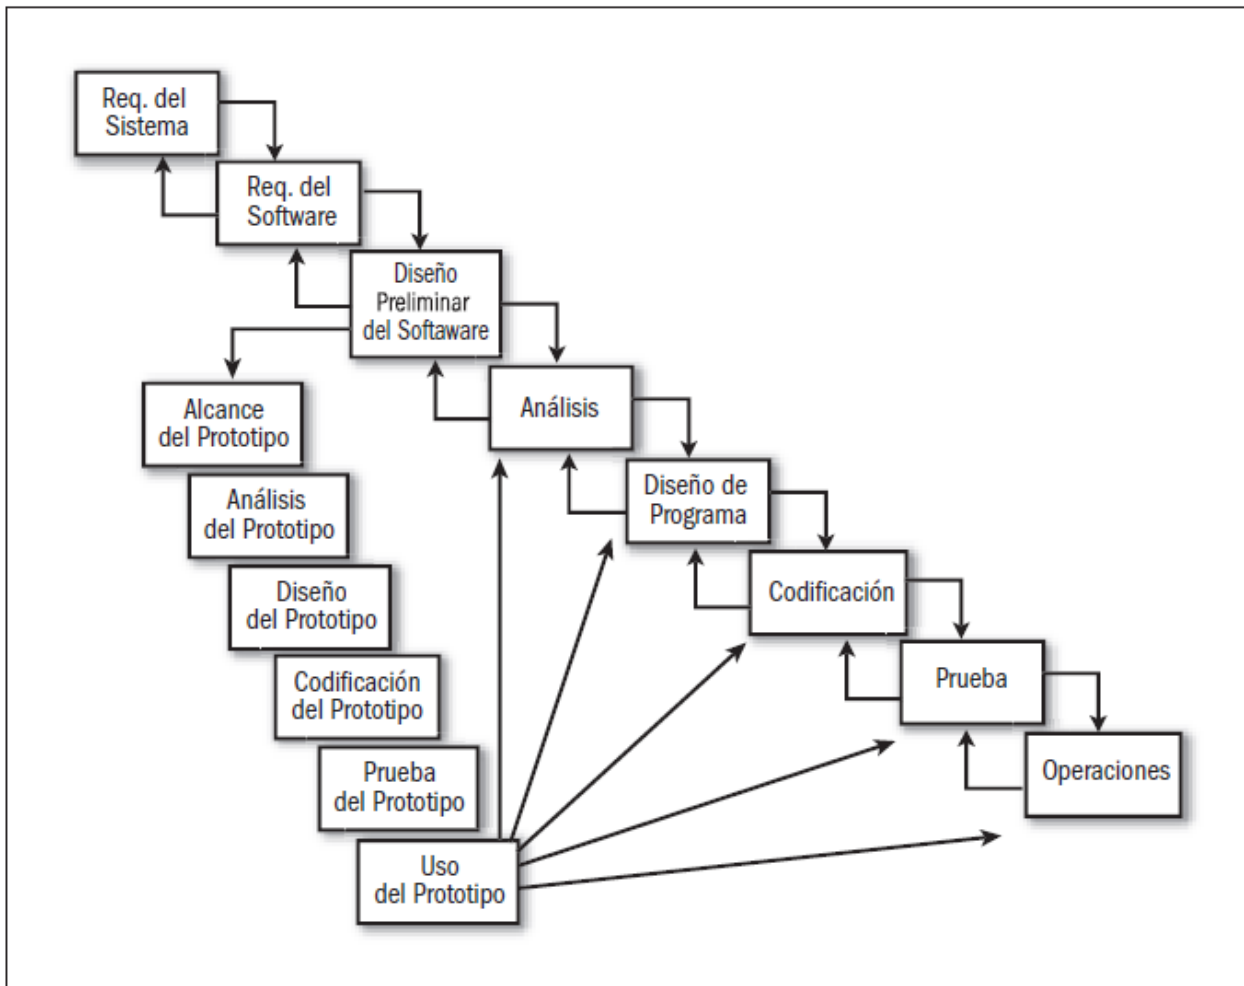 Req. del
Sistema
Req. del
Software
Diseño
Preliminar
del Softaware
Análisis
Diseño de
Programa
Codificación
Prueba
Operaciones
Alcance
del Prototipo
Análisis
del Prototipo
Diseño
del Prototipo
Codificación
del Prototipo
Prueba
del Prototipo
Uso
del Prototipo